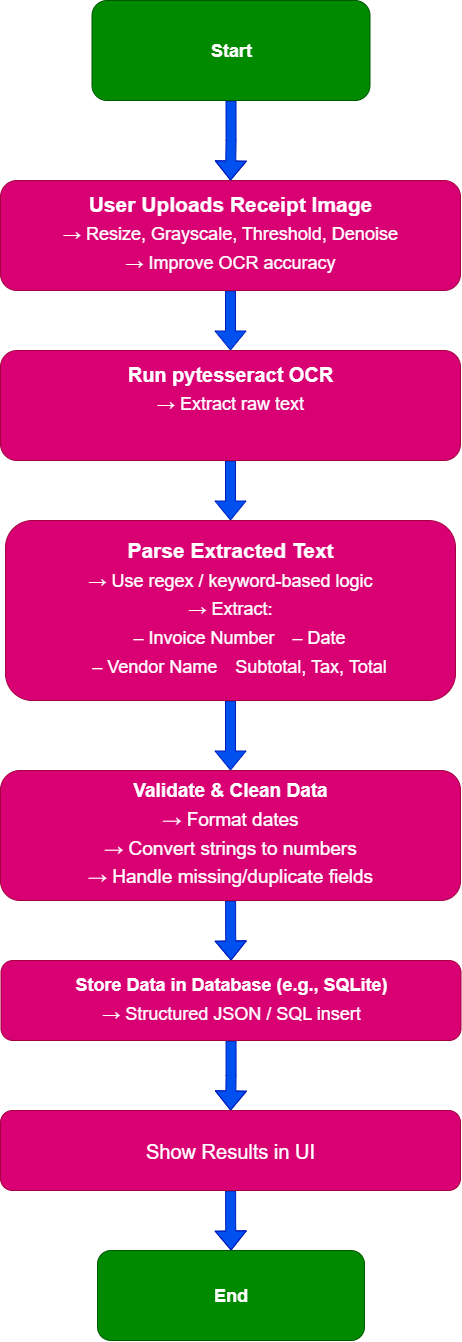 Start
User Uploads Receipt Image
→ Resize, Grayscale, Threshold, Denoise
→ Improve OCR accuracy
Run pytesseract OCR
→ Extract raw text
Parse Extracted Text
→ Use regex / keyword-based logic
→ Extract:
– Invoice Number – Date
– Vendor Name Subtotal, Tax, Total
Validate & Clean Data
→ Format dates
→ Convert strings to numbers
→ Handle missing/duplicate fields
Store Data in Database (e.g., SQLite)
→ Structured JSON / SQL insert
Show Results in UI
End